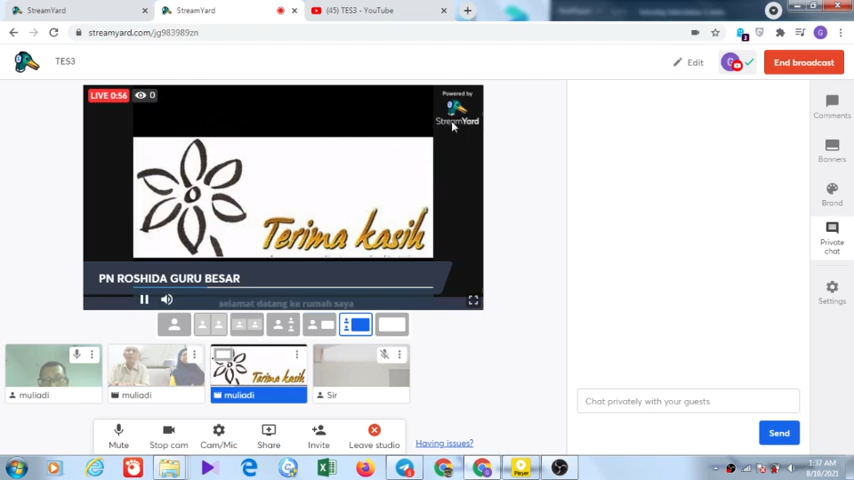 StreamYard
StreamYard
(45) TES3 - YouTube
streamyard.com/jg983989zn
3
G
TES3
Edit
G
End broadcast
LIVE 0:56
0
Powered by
StreamYard
Terima kasih
PN ROSHIDA GURU BESAR
selamat datang ke rumah saya
Comments
Banners
Brand
Private
chat
Settings
muliadi
muliadi
Terima kasih
muliadi
Sir
Mute
Stop cam
Cam/Mic
Share
Invite
Leave studio
Having issues?
Chat privately with your guests
Send
Player
1:37 AM
8/10/2021